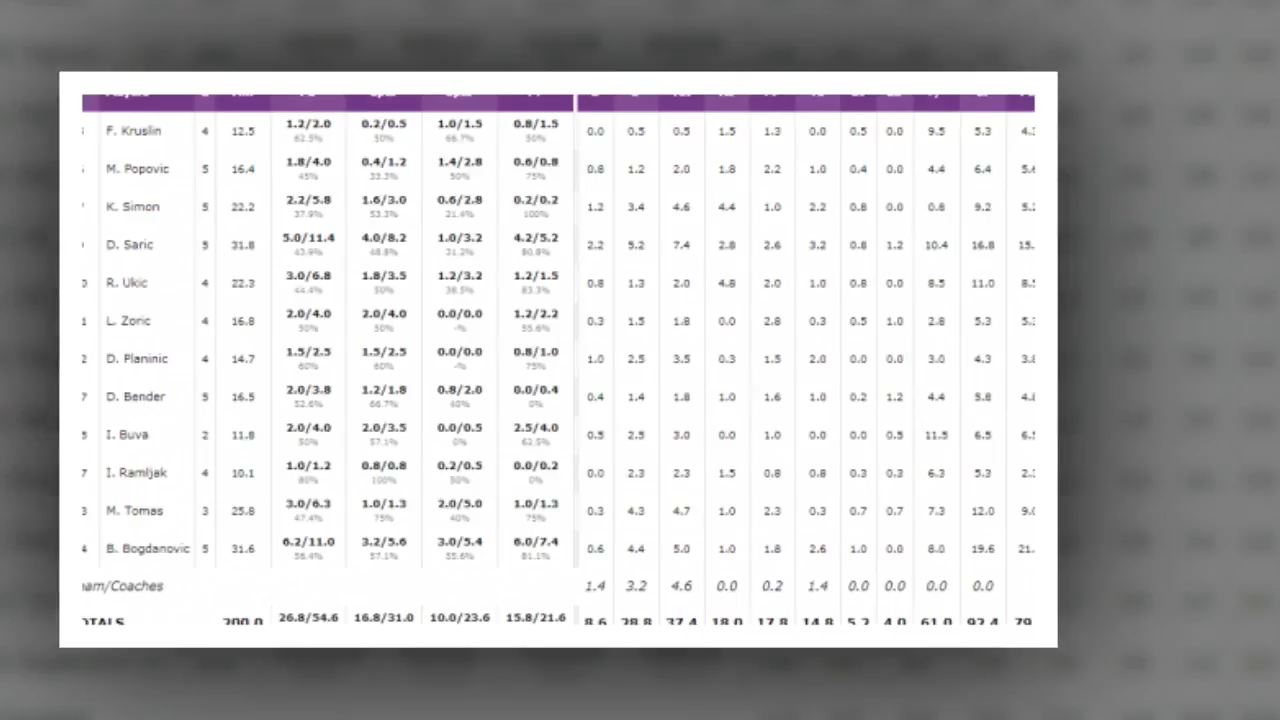 F. Kruslin 4 12.5 1.2/2.0 0.2/0.5 1.0/1.5 0.8/1.5 0.0 0.5 0.5 1.5 1.3 0.0 0.5 0.0 9.5 5.3
62.5% 50% 66.7% 50%
M. Popovic 5 16.4 1.8/4.0 0.4/1.2 1.4/2.8 0.6/0.8 0.8 1.2 2.0 1.8 2.2 1.0 0.4 0.0 4.4 6.4
45% 33.3% 50% 75%
K. Simon 5 22.2 2.2/5.8 1.6/3.0 0.6/2.8 0.2/0.2 1.2 3.4 4.6 4.4 1.0 2.2 0.8 0.0 0.8 9.2
37.9% 53.3% 21.4% 100%
D. Saric 5 31.8 5.0/11.4 4.0/8.2 1.0/3.2 4.2/5.2 2.2 5.2 7.4 2.8 2.6 3.2 0.8 1.2 10.4 16.8 15.
43.9% 48.8% 31.2% 80.8%
R. Ukic 4 22.3 3.0/6.8 1.8/3.5 1.2/3.2 1.2/1.5 0.8 1.3 2.0 4.8 2.0 1.0 0.8 0.0 8.5 11.0
44.4% 50% 38.5% 83.3%
L. Zoric 4 16.8 2.0/4.0 2.0/4.0 0.0/0.0 1.2/2.2 0.3 1.5 1.8 0.0 2.8 0.3 0.5 1.0 2.8 5.3
50% 50% -% 55.6%
D. Planinic 4 14.7 1.5/2.5 1.5/2.5 0.0/0.0 0.8/1.0 1.0 2.5 3.5 0.3 1.5 2.0 0.0 0.0 3.0 4.3
60% 60% -% 75%
D. Bender 5 16.5 2.0/3.8 1.2/1.8 0.8/2.0 0.0/0.4 0.4 1.4 1.8 1.0 1.6 1.0 0.2 1.2 4.4 5.8
52.6% 66.7% 40% 0%
I. Buva 2 11.8 2.0/4.0 2.0/3.5 0.0/0.5 2.5/4.0 0.5 2.5 3.0 0.0 1.0 0.0 0.0 0.5 11.5 6.5
50% 57.1% 0% 62.5%
I. Ramljak 4 10.1 1.0/1.2 0.8/0.8 0.2/0.5 0.0/0.2 0.0 2.3 2.3 1.5 0.8 0.8 0.3 0.3 6.3 5.3
80% 100% 50% 0%
M. Tomas 3 25.8 3.0/6.3 1.0/1.3 2.0/5.0 1.0/1.3 0.3 4.3 4.7 1.0 2.3 0.3 0.7 0.7 7.3 12.0
47.4% 75% 40% 75%
B. Bogdanovic 5 31.6 6.2/11.0 3.2/5.6 3.0/5.4 6.0/7.4 0.6 4.4 5.0 1.0 1.8 2.6 1.0 0.0 8.0 19.6 21.
56.4% 57.1% 55.6% 81.1%
am/Coaches 1.4 3.2 4.6 0.0 0.2 1.4 0.0 0.0 0.0 0.0
OTALS 200.0 26.8/54.6 16.8/31.0 10.0/23.6 15.8/21.6 8.6 28.8 37.4 18.0 17.8 14.8 5.2 4.0 61.0 92.4 79.